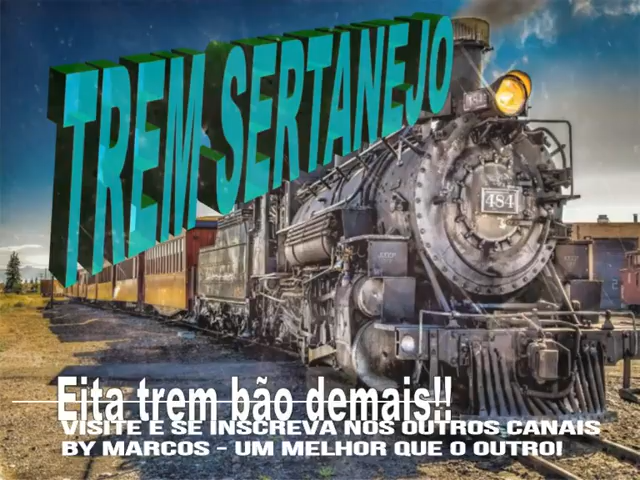 TREM SERTANEJO
484
484
Eita trem bão demais!!
VISITE E SE INSCREVA NOS OUTROS CANAIS
BY MARCOS - UM MELHOR QUE O OUTRO!